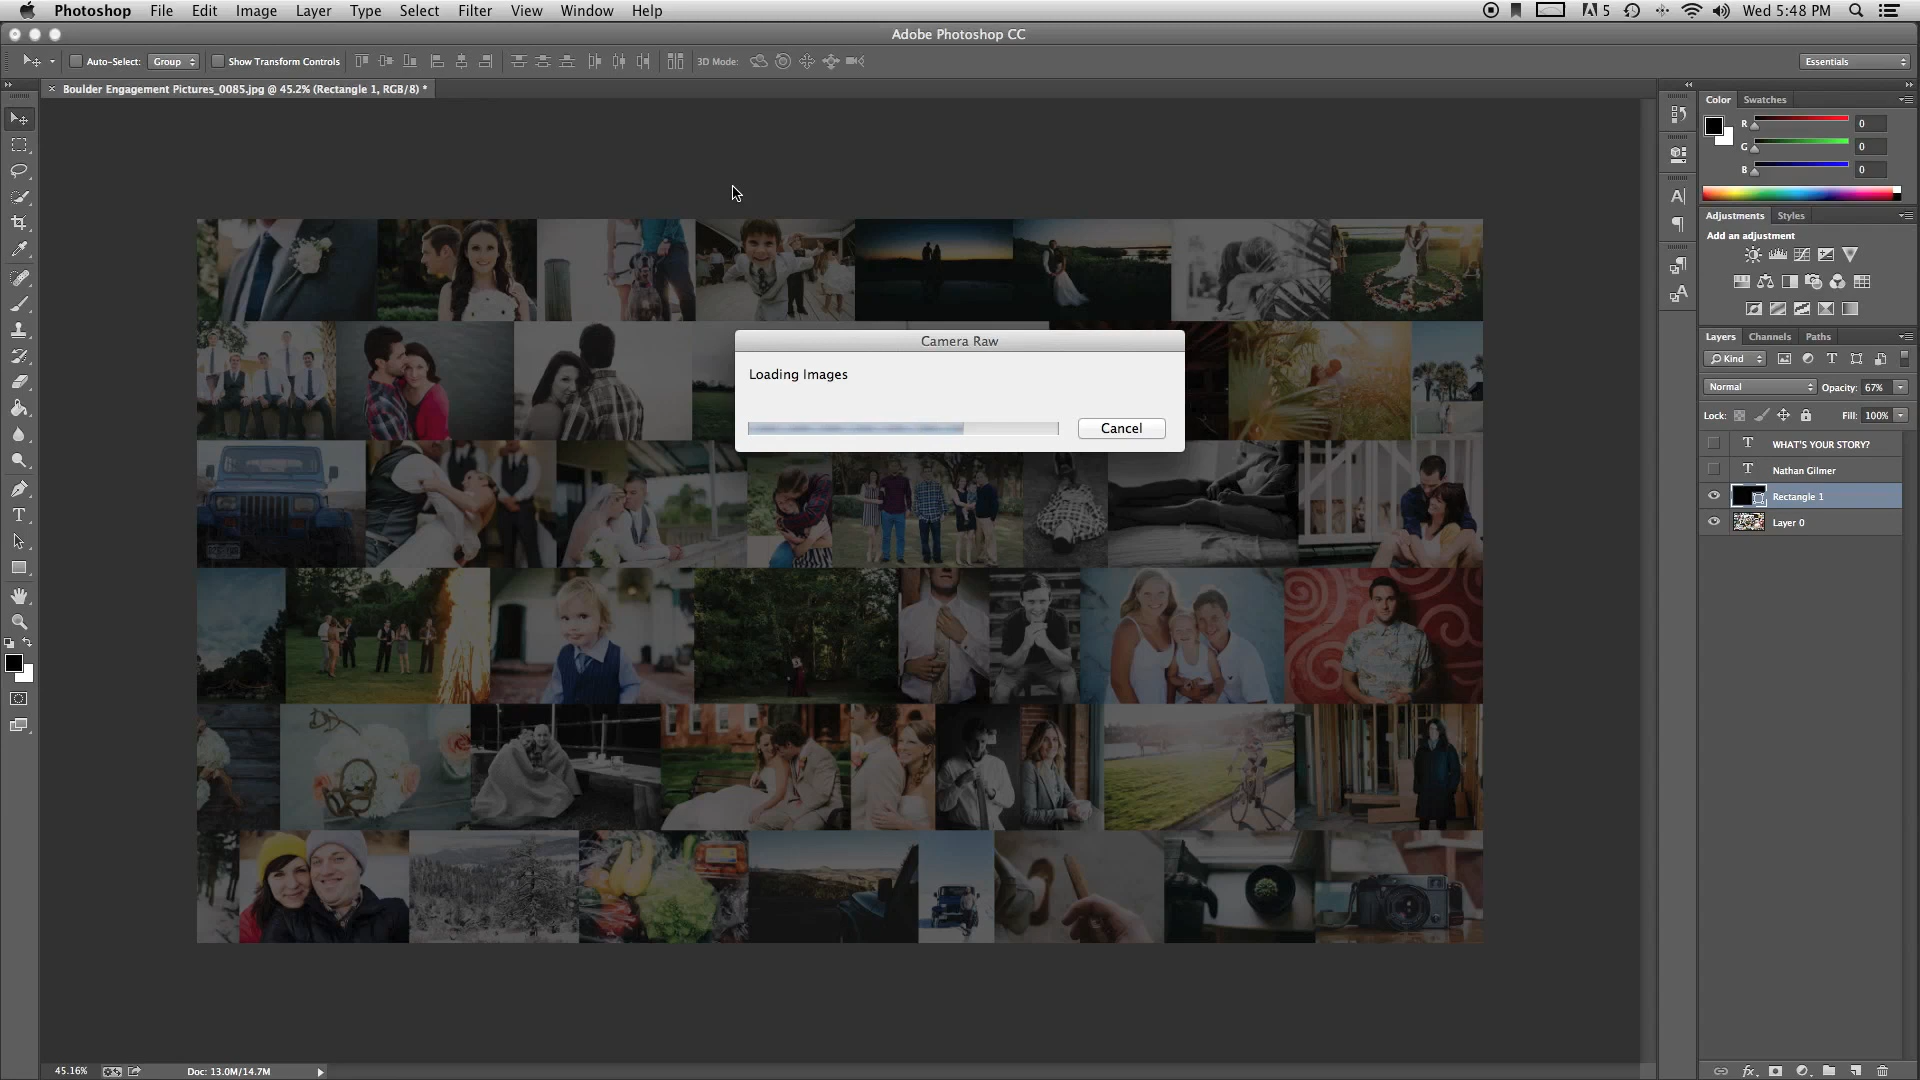 Photoshop File Edit Image Layer Type Select Filter View Window Help 5 Wed 5:48 PM
Adobe Photoshop CC
Auto-Select: Group Show Transform Controls 3D Mode: Essentials
× Boulder Engagement Pictures_0085.jpg @ 45.2% (Rectangle 1, RGB/8) *
Color Swatches
R 0
G 0
B 0
Adjustments Styles
Add an adjustment
Layers Channels Paths
Kind
Normal Opacity: 67%
Lock: Fill: 100%
WHAT'S YOUR STORY?
Nathan Gilmer
Rectangle 1
Layer 0
Camera Raw
Loading Images
Cancel
45.16% Doc: 13.0M/14.7M